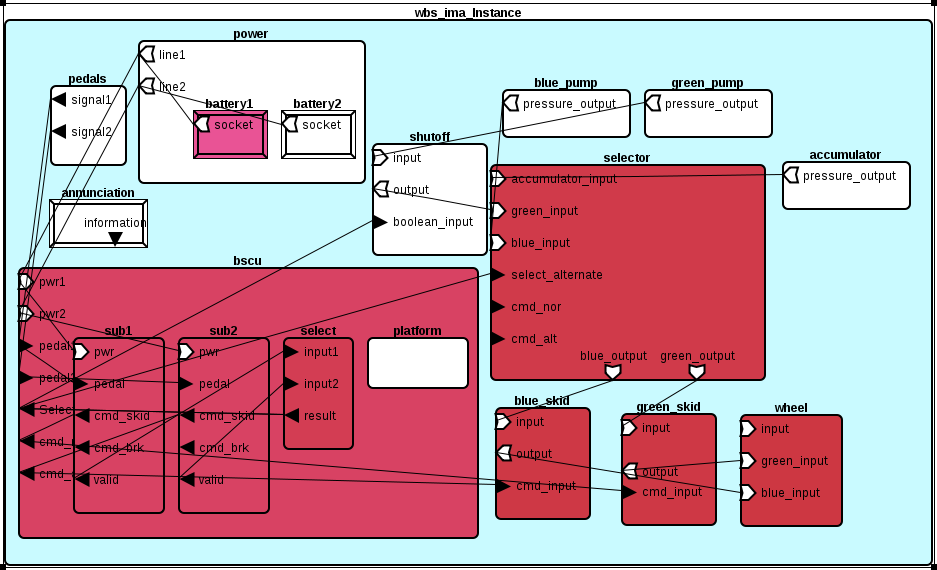 wbs_ima_Instance
power
line1
line2
battery1
socket
battery2
socket
pedals
signal1
signal2
annunciation
information
shutoff
input
output
boolean_input
blue_pump
pressure_output
green_pump
pressure_output
selector
accumulator_input
green_input
blue_input
select_alternate
cmd_nor
cmd_alt
blue_output
green_output
accumulator
pressure_output
bscu
pwr1
pwr2
pedal
pedal
Select
cmd_
cmd_
sub1
pwr
pedal
cmd_skid
cmd_brk
valid
sub2
pwr
pedal
cmd_skid
cmd_brk
valid
select
input1
input2
result
platform
blue_skid
input
output
cmd_input
green_skid
input
output
cmd_input
wheel
input
green_input
blue_input